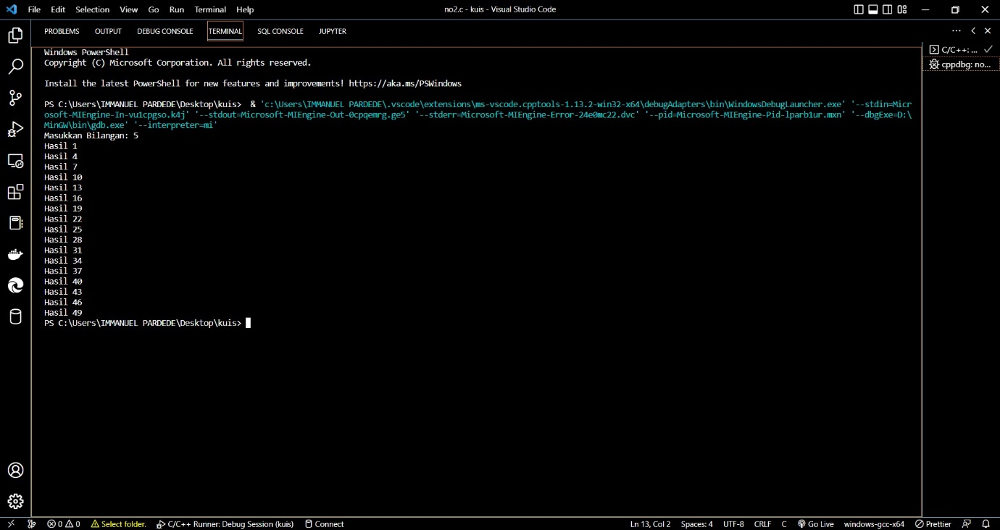 File Edit Selection View Go Run Terminal Help no2.c - kuis - Visual Studio Code
PROBLEMS OUTPUT DEBUG CONSOLE TERMINAL SQL CONSOLE JUPYTER
Windows PowerShell
Copyright (C) Microsoft Corporation. All rights reserved.
Install the latest PowerShell for new features and improvements! https://aka.ms/PSWindows
PS C:\Users\IMMANUEL PARDEDE\Desktop\kuis> & 'c:\Users\IMMANUEL PARDEDE\.vscode\extensions\ms-vscode.cpptools-1.13.2-win32-x64\debugAdapters\bin\WindowsDebugLauncher.exe' '--stdin=Micr
osoft-MIEngine-In-vu1cpgso.k4j' '--stdout=Microsoft-MIEngine-Out-0cpqemrg.ge5' '--stderr=Microsoft-MIEngine-Error-24e0mc22.dvc' '--pid=Microsoft-MIEngine-Pid-lparb1ur.mxn' '--dbgExe=D:\
MinGW\bin\gdb.exe' '--interpreter=mi'
Masukkan Bilangan: 5
Hasil 1
Hasil 4
Hasil 7
Hasil 10
Hasil 13
Hasil 16
Hasil 19
Hasil 22
Hasil 25
Hasil 28
Hasil 31
Hasil 34
Hasil 37
Hasil 40
Hasil 43
Hasil 46
Hasil 49
PS C:\Users\IMMANUEL PARDEDE\Desktop\kuis>
C/C++: ...
cppdbg: no...
0 0 Select folder. C/C++ Runner: Debug Session (kuis) Connect Ln 13, Col 2 Spaces: 4 UTF-8 CRLF C Go Live windows-gcc-x64 Prettier